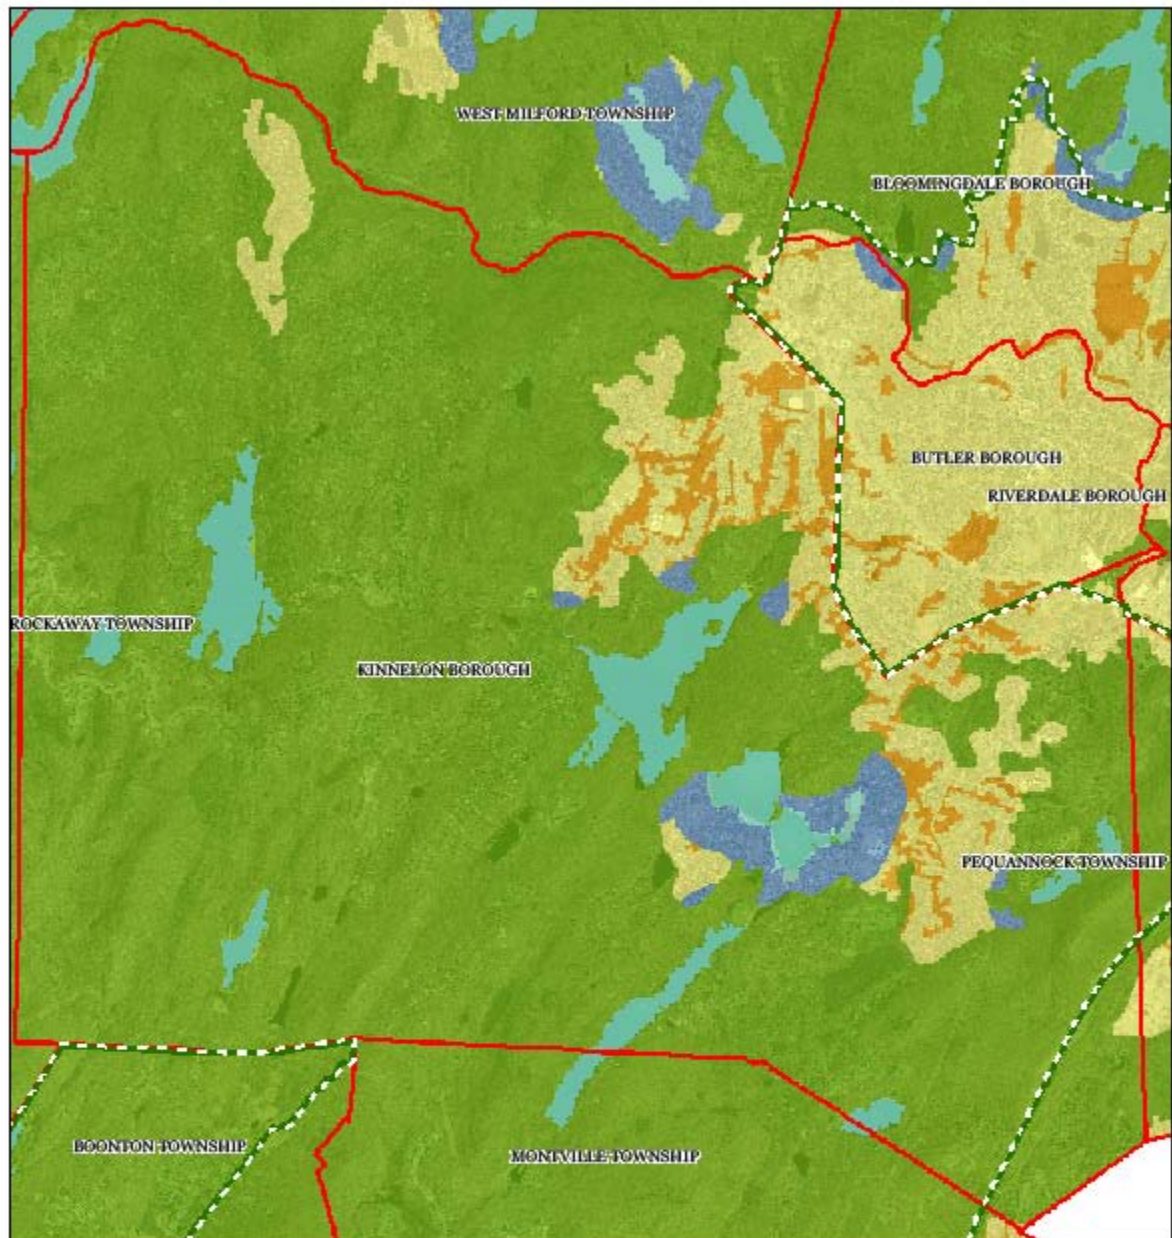 WEST MILFORD TOWNSHIP
BLOOMINGDALE BOROUGH
BUTLER BOROUGH
RIVERDALE BOROUGH
ROCKAWAY TOWNSHIP
KINNELON BOROUGH
PEQUANNOCK TOWNSHIP
BOONTON TOWNSHIP
MONTVILLE TOWNSHIP